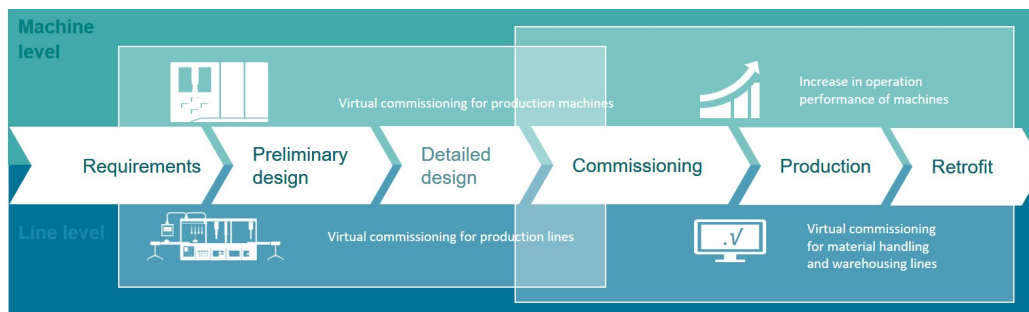 Machine
level
Virtual commissioning for production machines
Increase in operation
performance of machines
Requirements
Preliminary
design
Detailed
design
Commissioning
Production
Retrofit
Line level
Virtual commissioning for production lines
.√
Virtual commissioning
for material handling
and warehousing lines